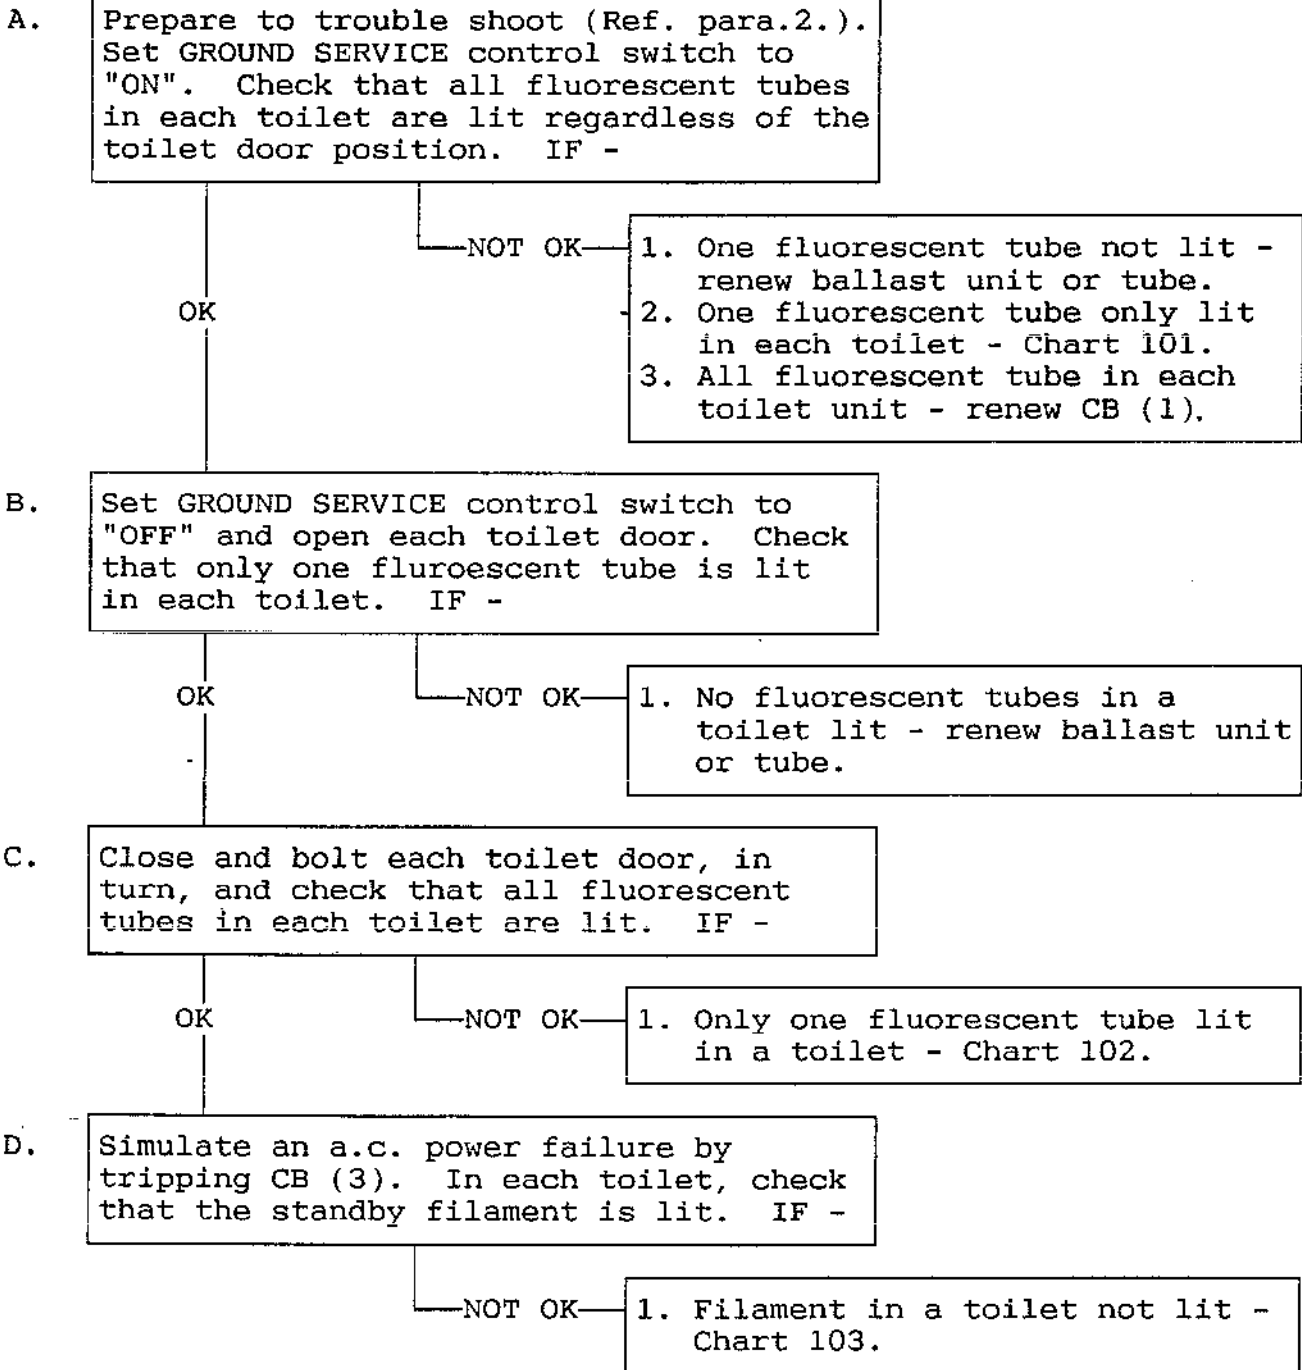 A. Prepare to trouble shoot (Ref. para.2.).
Set GROUND SERVICE control switch to
"ON". Check that all fluorescent tubes
in each toilet are lit regardless of the
toilet door position. IF -
NOT OK
1. One fluorescent tube not lit -
renew ballast unit or tube.
2. One fluorescent tube only lit
in each toilet - Chart 101.
3. All fluorescent tube in each
toilet unit - renew CB (1).
OK
B. Set GROUND SERVICE control switch to
"OFF" and open each toilet door. Check
that only one fluroescent tube is lit
in each toilet. IF -
OK
NOT OK
1. No fluorescent tubes in a
toilet lit - renew ballast unit
or tube.
C. Close and bolt each toilet door, in
turn, and check that all fluorescent
tubes in each toilet are lit. IF -
OK
NOT OK
1. Only one fluorescent tube lit
in a toilet - Chart 102.
D. Simulate an a.c. power failure by
tripping CB (3). In each toilet, check
that the standby filament is lit. IF -
NOT OK
1. Filament in a toilet not lit -
Chart 103.